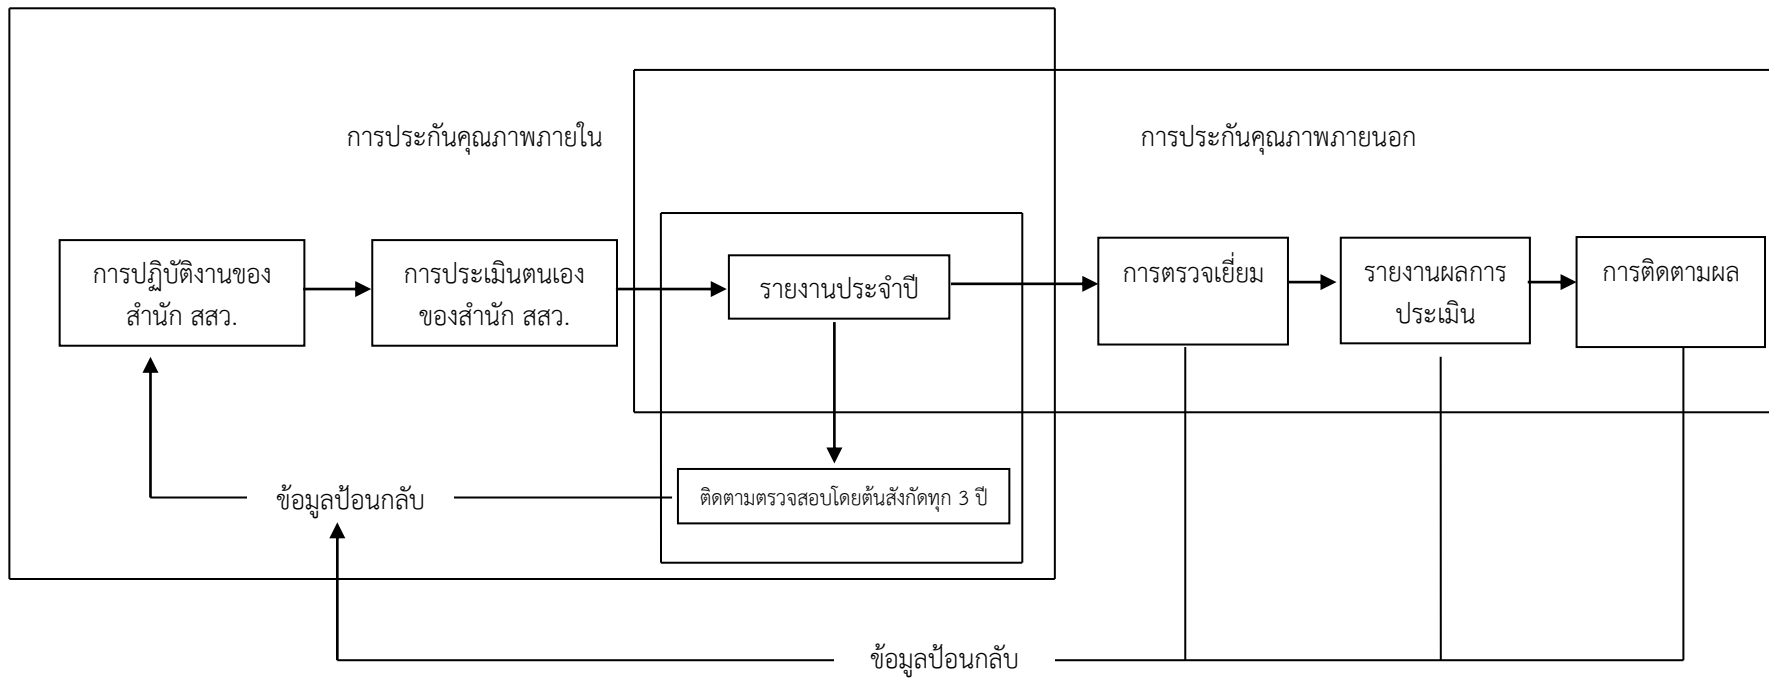 การประกันคุณภาพภายใน
การประกันคุณภาพภายนอก
การปฏิบัติงานของ
สำนัก สสว.
การประเมินตนเอง
ของสำนัก สสว.
รายงานประจำปี
การตรวจเยี่ยม
รายงานผลการ
ประเมิน
การติดตามผล
ข้อมูลป้อนกลับ
ติดตามตรวจสอบโดยต้นสังกัดทุก 3 ปี
ข้อมูลป้อนกลับ